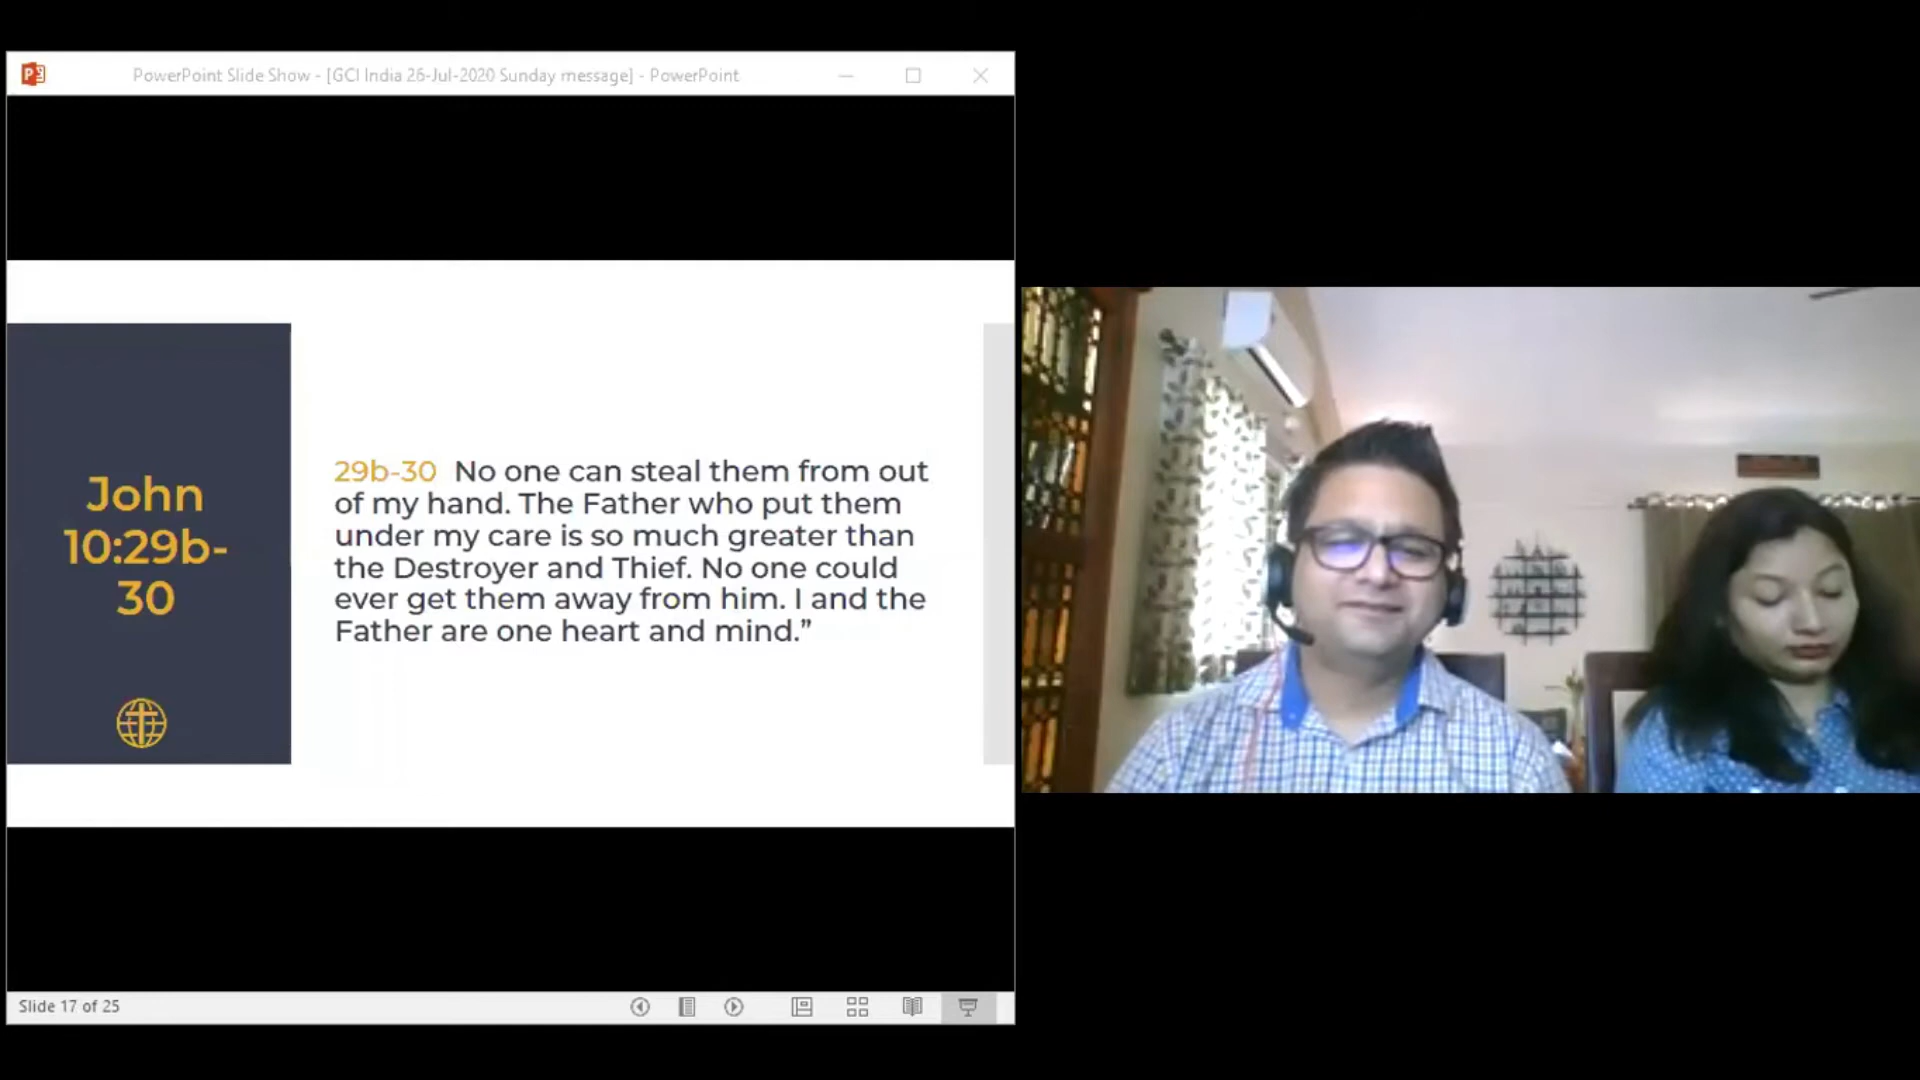 PowerPoint Slide Show - [GCI India 26-Jul-2020 Sunday message] - PowerPoint
John
10:29b-
30
29b-30 No one can steal them from out
of my hand. The Father who put them
under my care is so much greater than
the Destroyer and Thief. No one could
ever get them away from him. I and the
Father are one heart and mind.”
Slide 17 of 25